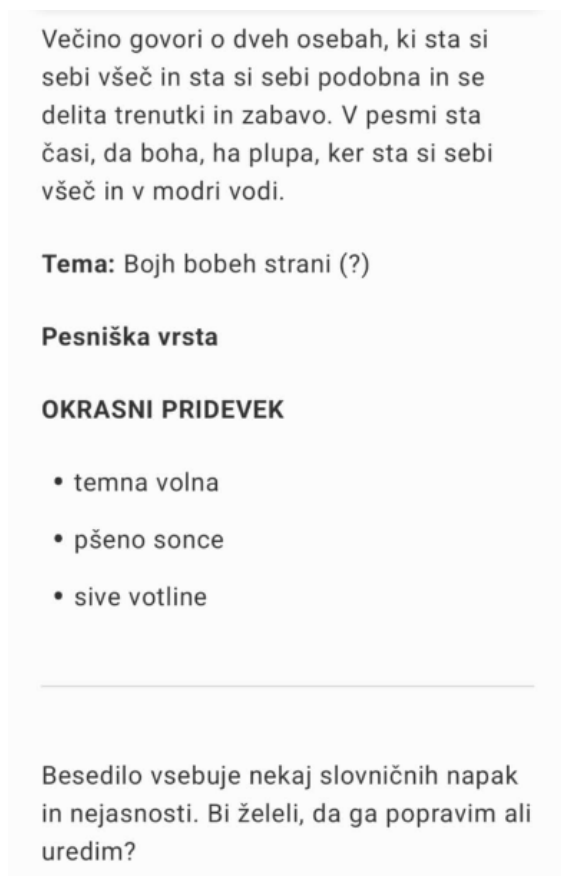 Večino govori o dveh osebah, ki sta si
sebi všeč in sta si sebi podobna in se
delita trenutki in zabavo. V pesmi sta
časi, da boha, ha plupa, ker sta si sebi
všeč in v modri vodi.
Tema: Bojh bobeh strani (?)
Pesniška vrsta
OKRASNI PRIDEVEK
• temna volna
• pšeno sonce
• sive votline
Besedilo vsebuje nekaj slovničnih napak
in nejasnosti. Bi želeli, da ga popravim ali
uredim?